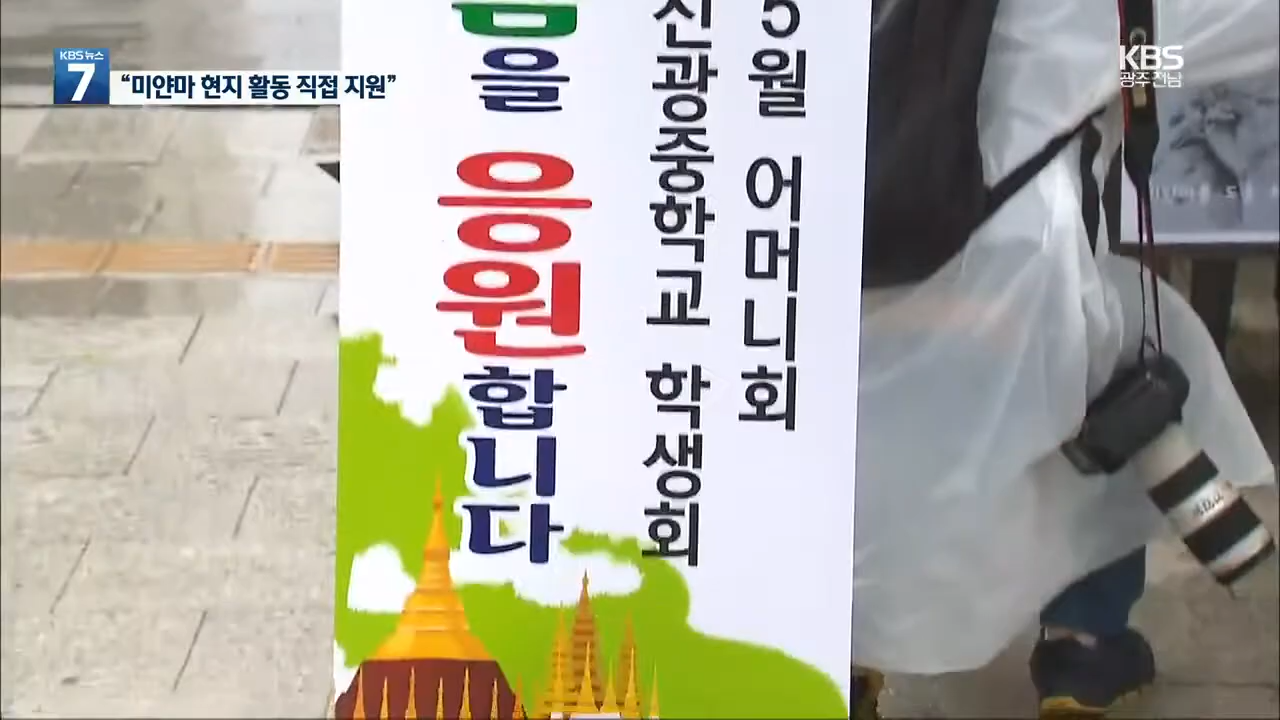 KBS 뉴스
7
“미얀마 현지 활동 직접 지원”
KBS
광주 전남
5월 어머니회
진광중학교 학생회
을 응원합니다